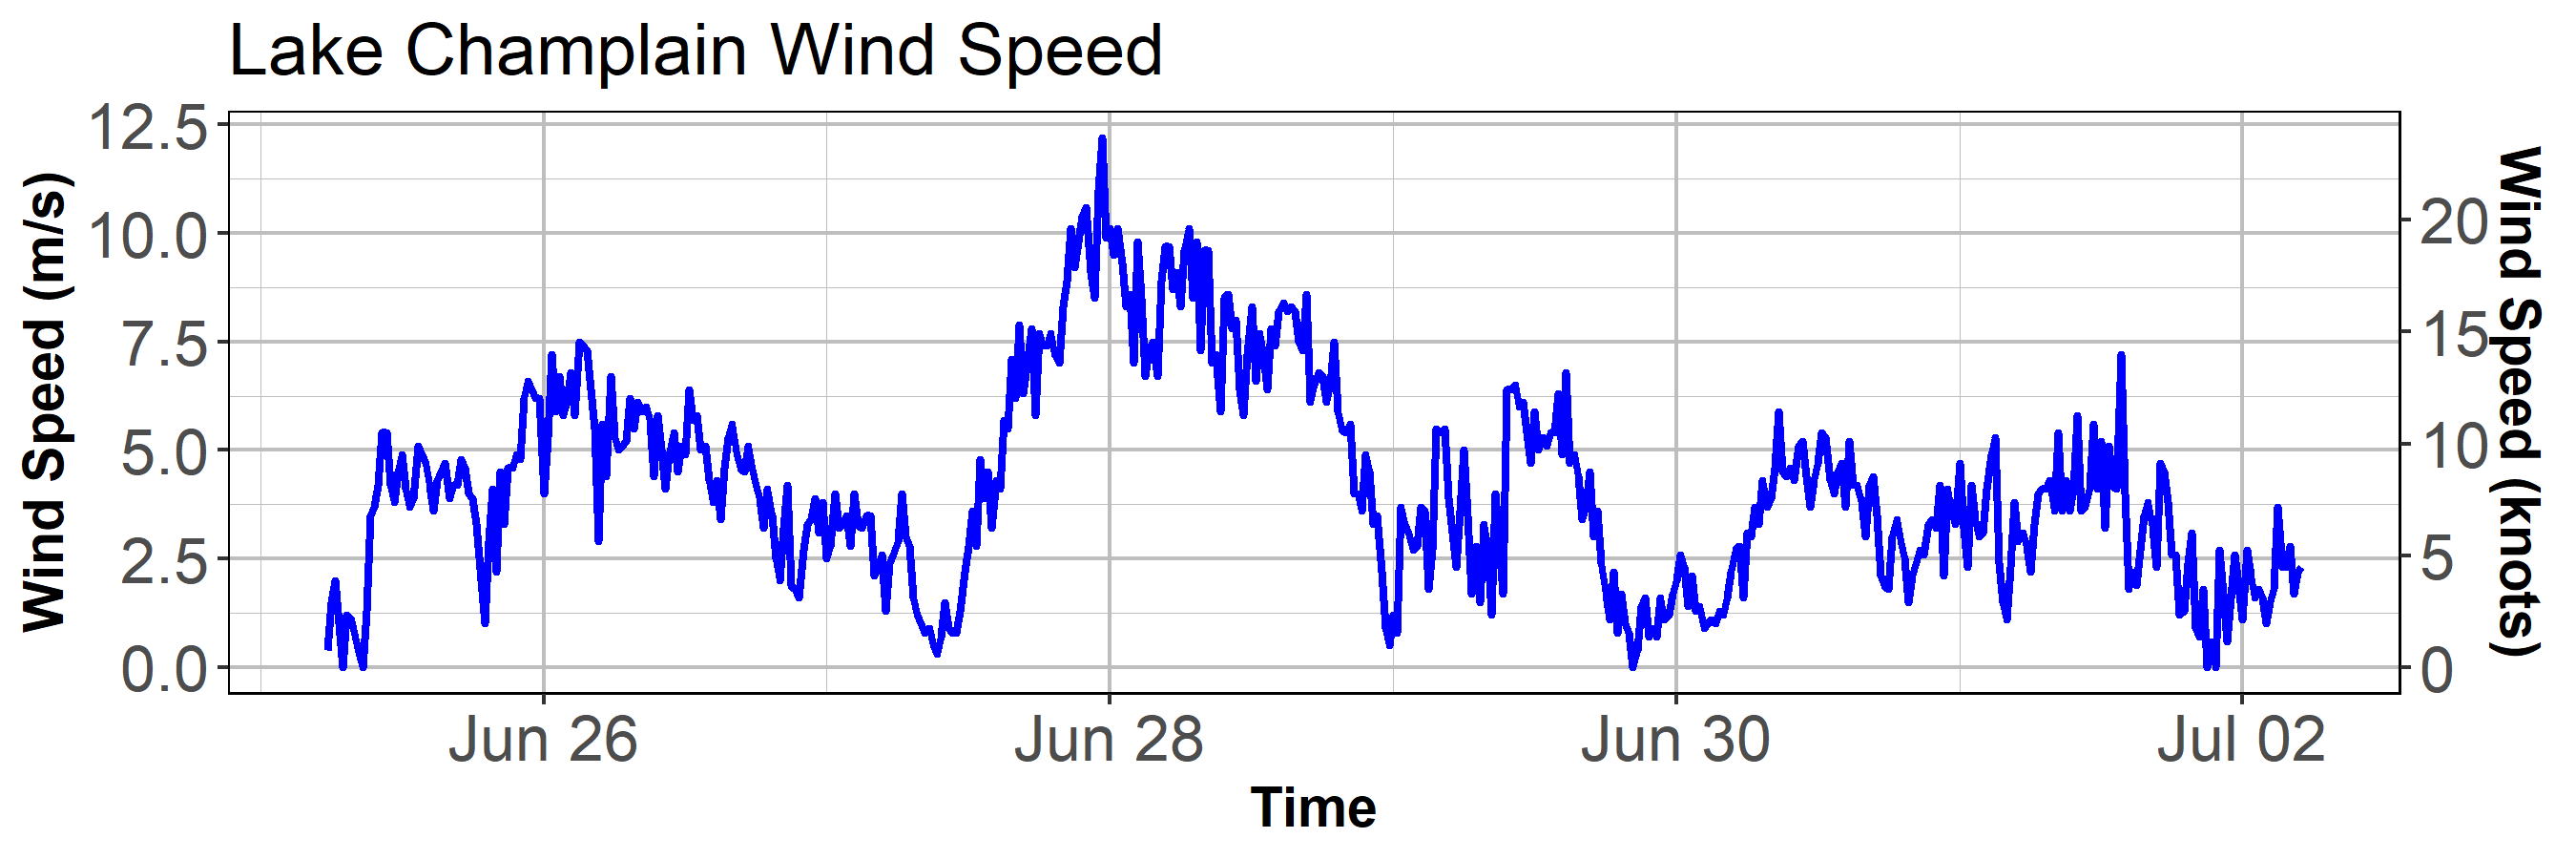 Lake Champlain Wind Speed
12.5
10.0
7.5
5.0
2.5
0.0
Wind Speed (m/s)
20
15
10
5
0
Wind Speed (knots)
Jun 26
Jun 28
Jun 30
Jul 02
Time